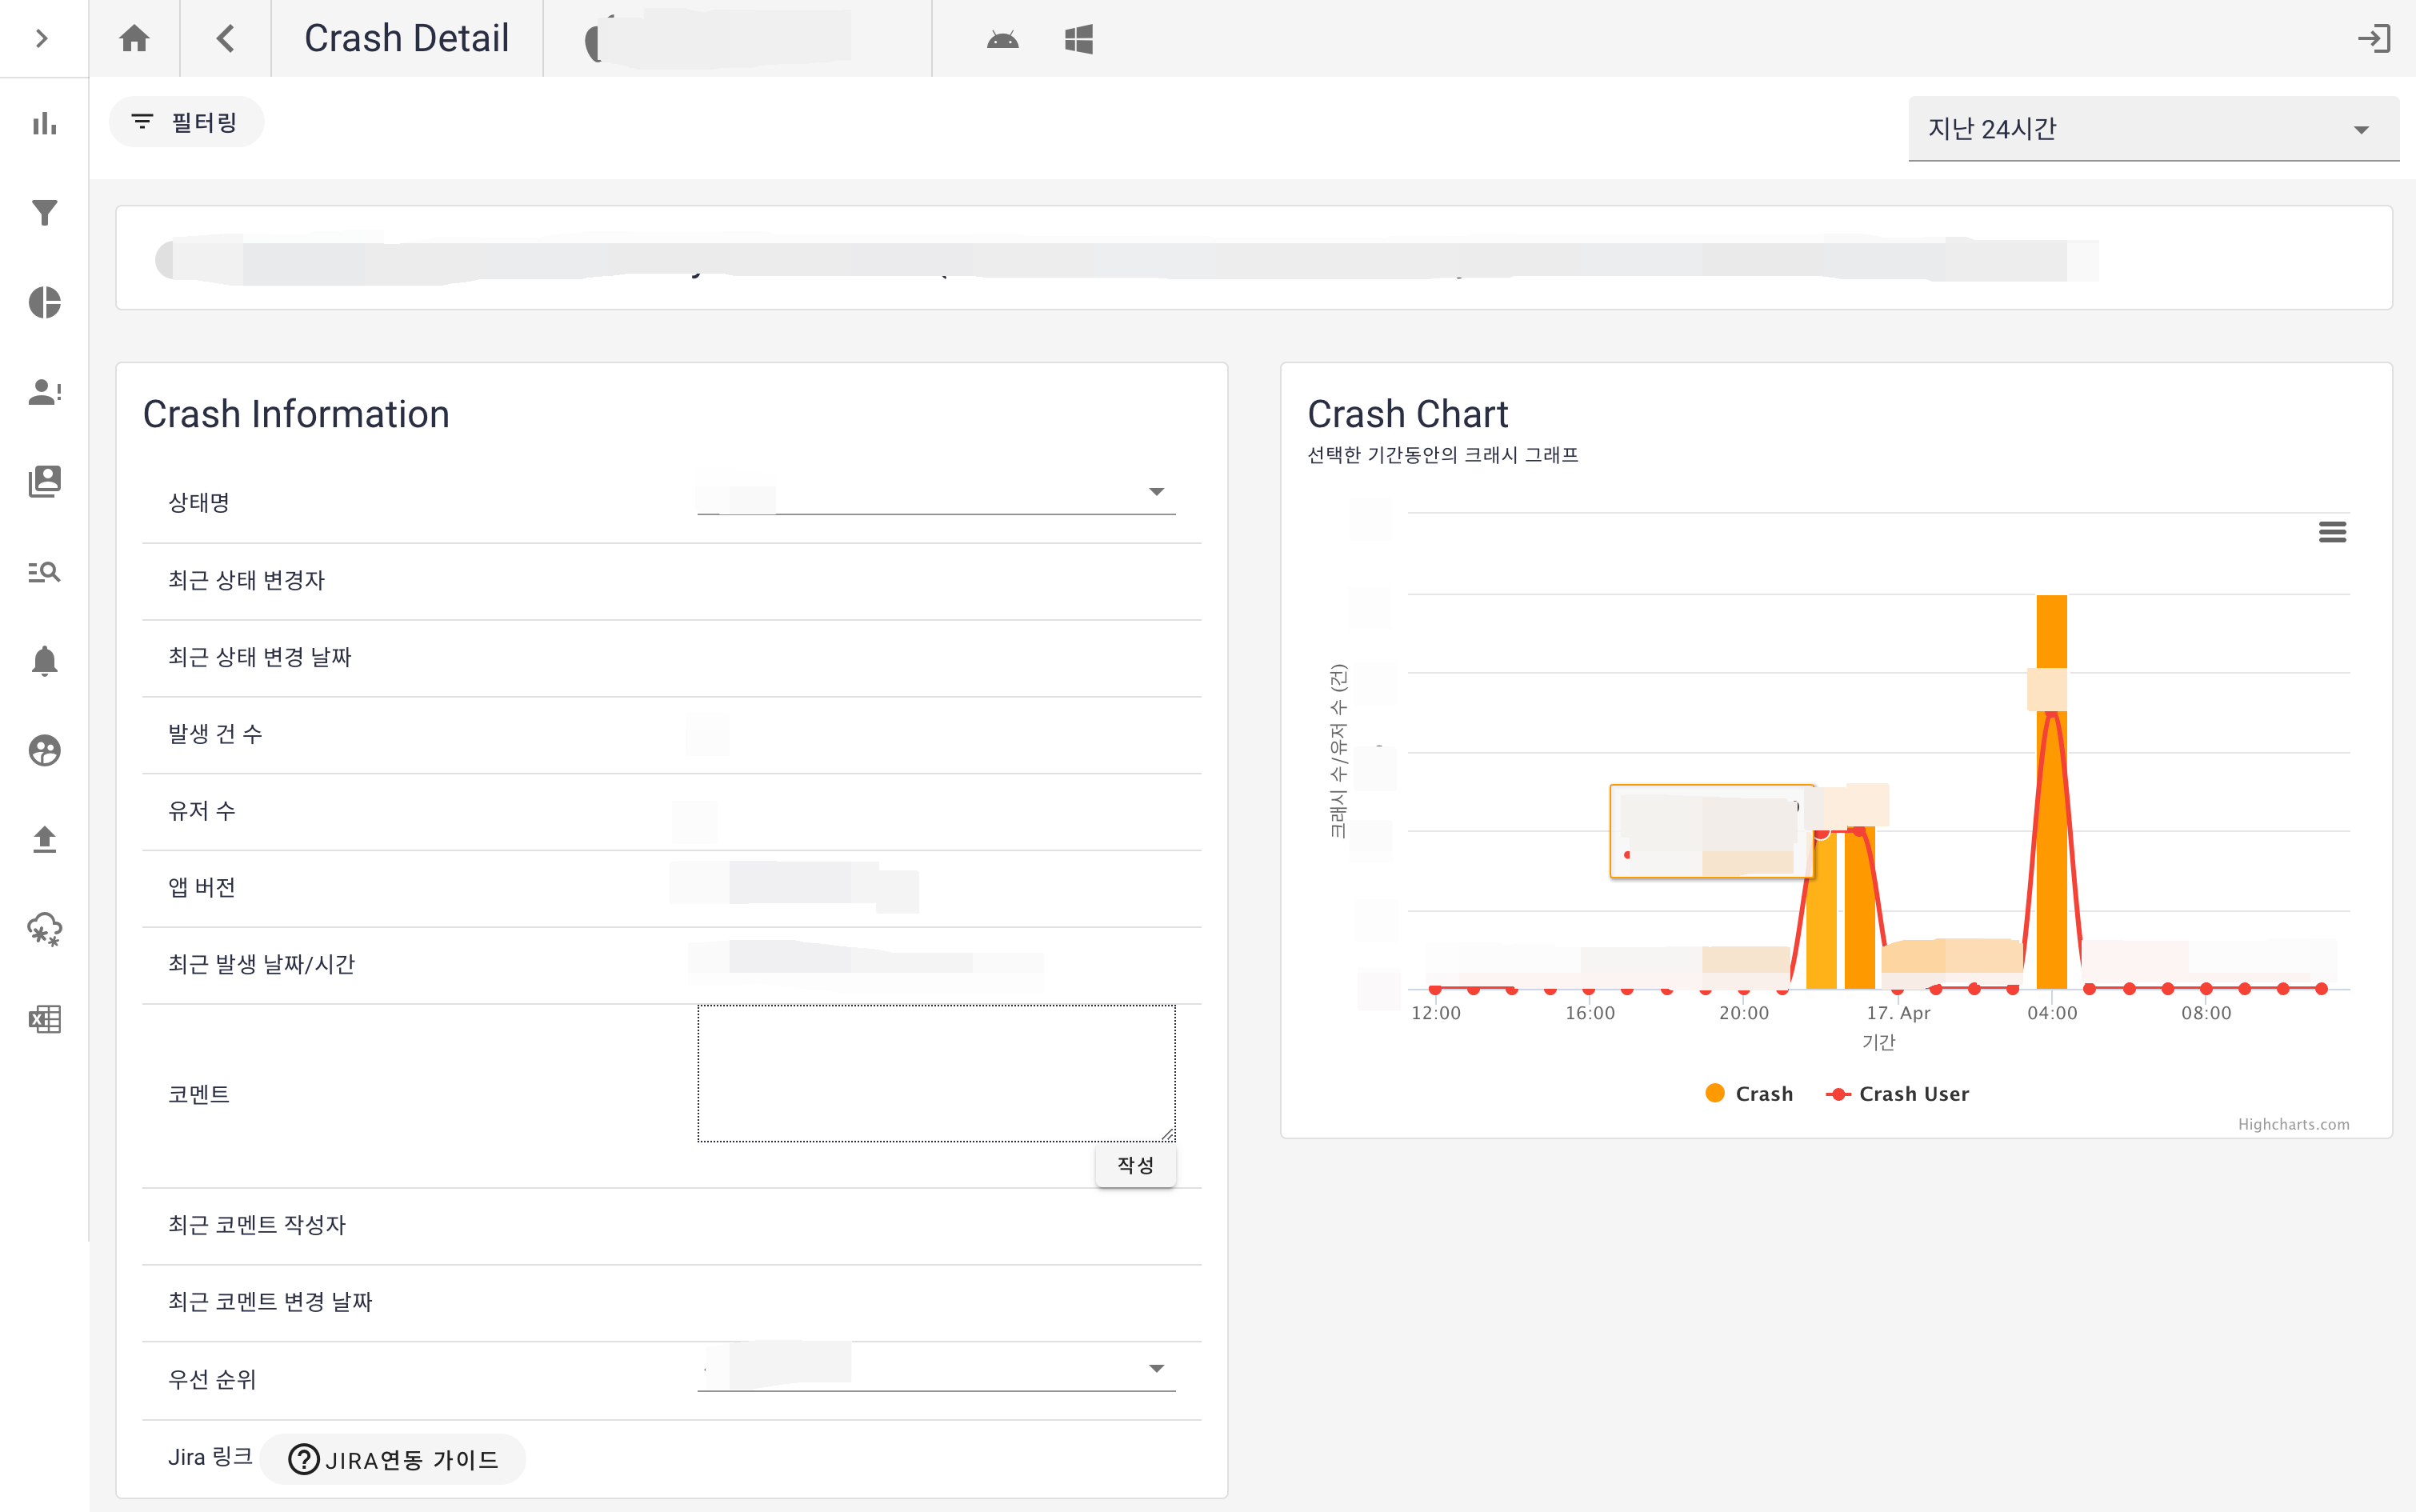 Crash Detail
필터링
지난 24시간
Crash Information
상태명
최근 상태 변경자
최근 상태 변경 날짜
발생 건 수
유저 수
앱 버전
최근 발생 날짜/시간
코멘트
작성
최근 코멘트 작성자
최근 코멘트 변경 날짜
우선 순위
Jira 링크
JIRA연동 가이드
Crash Chart
선택한 기간동안의 크래시 그래프
크래시 수/유저 수 (건)
12:00
16:00
20:00
17. Apr
04:00
08:00
기간
Crash
Crash User
Highcharts.com